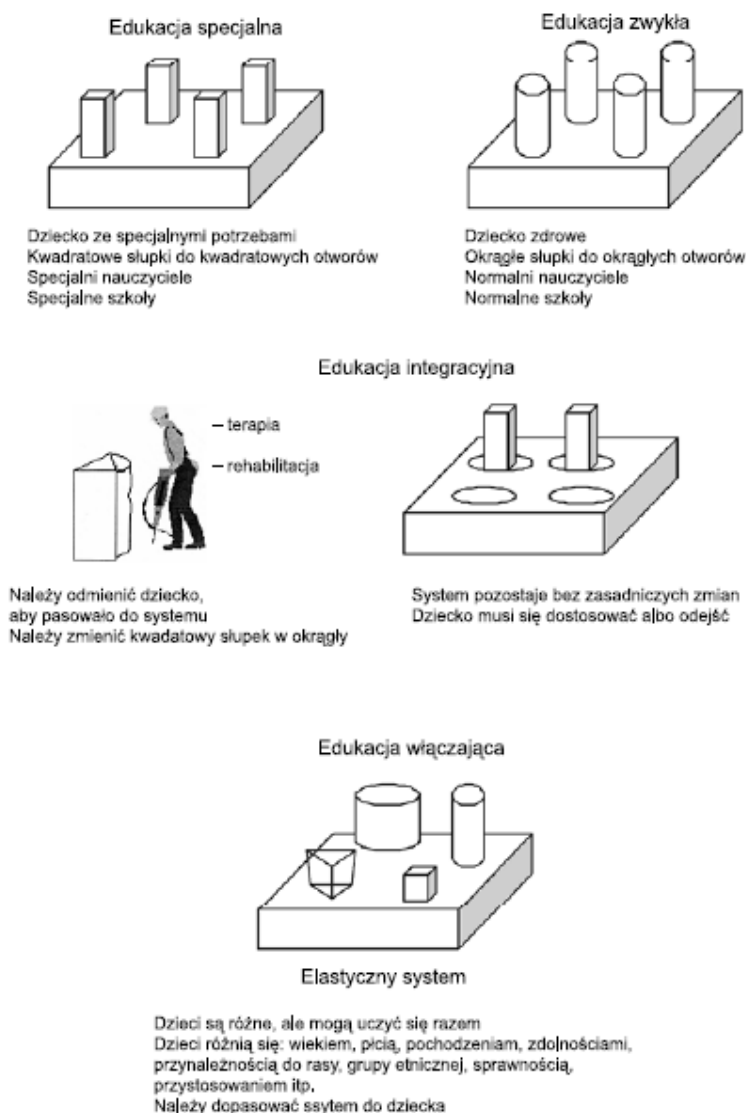 Edukacja specjalna
Dziecko ze specjalnymi potrzebami
Kwadratowe słupki do kwadratowych otworów
Specjalni nauczyciele
Specjalne szkoły
Edukacja zwykła
Dziecko zdrowe
Okrągłe słupki do okrągłych otworów
Normalni nauczyciele
Normalne szkoły
Edukacja integracyjna
– terapia
– rehabilitacja
Należy odmienić dziecko,
aby pasowało do systemu
Należy zmienić kwadatowy słupek w okrągły
System pozostaje bez zasadniczych zmian
Dziecko musi się dostosować albo odejść
Edukacja włączająca
Elastyczny system
Dzieci są różne, ale mogą uczyć się razem
Dzieci różnią się: wiekiem, płcią, pochodzeniam, zdolnościami,
przynależnością do rasy, grupy etnicznej, sprawnością,
przystosowaniem itp.
Należy dopasować ssytem do dziecka